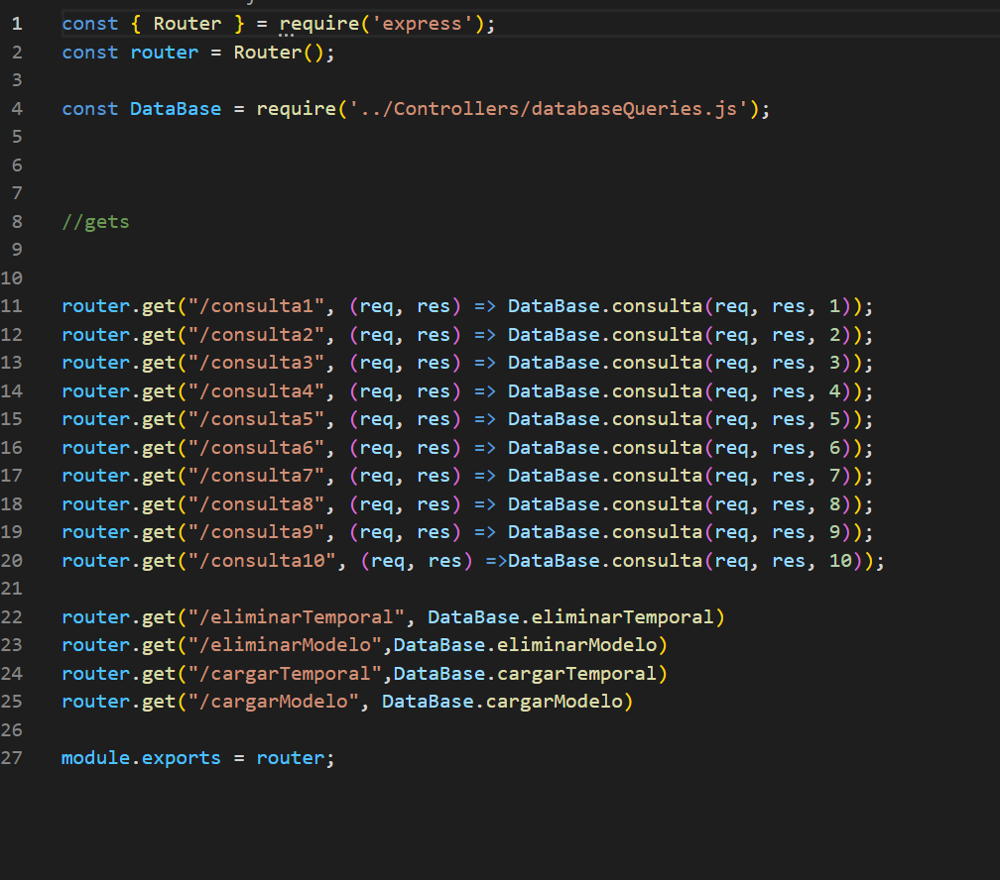 1 const { Router } = require('express');
2 const router = Router();
3
4 const DataBase = require('../Controllers/databaseQueries.js');
5
6
7
8 //gets
9
10
11 router.get("/consulta1", (req, res) => DataBase.consulta(req, res, 1));
12 router.get("/consulta2", (req, res) => DataBase.consulta(req, res, 2));
13 router.get("/consulta3", (req, res) => DataBase.consulta(req, res, 3));
14 router.get("/consulta4", (req, res) => DataBase.consulta(req, res, 4));
15 router.get("/consulta5", (req, res) => DataBase.consulta(req, res, 5));
16 router.get("/consulta6", (req, res) => DataBase.consulta(req, res, 6));
17 router.get("/consulta7", (req, res) => DataBase.consulta(req, res, 7));
18 router.get("/consulta8", (req, res) => DataBase.consulta(req, res, 8));
19 router.get("/consulta9", (req, res) => DataBase.consulta(req, res, 9));
20 router.get("/consulta10", (req, res) =>DataBase.consulta(req, res, 10));
21
22 router.get("/eliminarTemporal", DataBase.eliminarTemporal)
23 router.get("/eliminarModelo",DataBase.eliminarModelo)
24 router.get("/cargarTemporal",DataBase.cargarTemporal)
25 router.get("/cargarModelo", DataBase.cargarModelo)
26
27 module.exports = router;